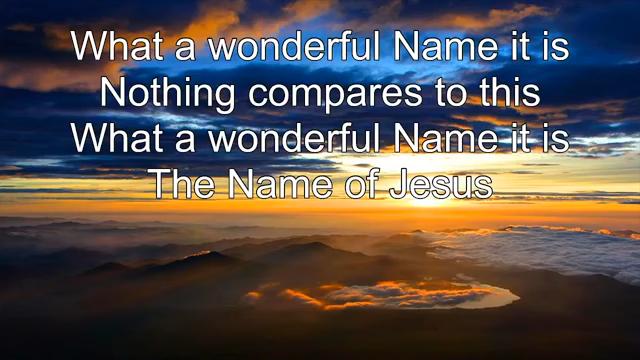 What a wonderful Name it is
Nothing compares to this
What a wonderful Name it is
The Name of Jesus